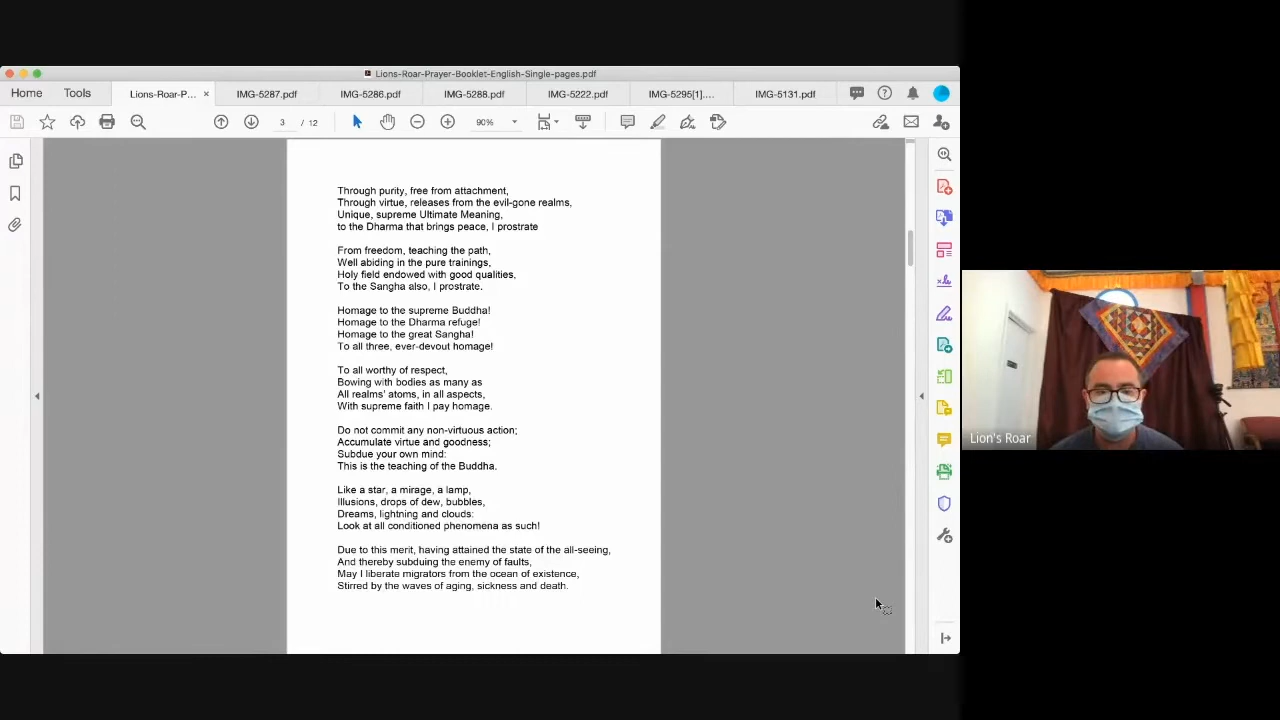 Lions-Roar-Prayer-Booklet-English-Single-pages.pdf
Home
Tools
Lions-Roar-P... ×
IMG-5287.pdf
IMG-5286.pdf
IMG-5288.pdf
IMG-5222.pdf
IMG-5295[1]....
IMG-5131.pdf
3 / 12
90%
Through purity, free from attachment,
Through virtue, releases from the evil-gone realms,
Unique, supreme Ultimate Meaning,
to the Dharma that brings peace, I prostrate
From freedom, teaching the path,
Well abiding in the pure trainings,
Holy field endowed with good qualities,
To the Sangha also, I prostrate.
Homage to the supreme Buddha!
Homage to the Dharma refuge!
Homage to the great Sangha!
To all three, ever-devout homage!
To all worthy of respect,
Bowing with bodies as many as
All realms' atoms, in all aspects,
With supreme faith I pay homage.
Do not commit any non-virtuous action;
Accumulate virtue and goodness;
Subdue your own mind:
This is the teaching of the Buddha.
Like a star, a mirage, a lamp,
Illusions, drops of dew, bubbles,
Dreams, lightning and clouds:
Look at all conditioned phenomena as such!
Due to this merit, having attained the state of the all-seeing,
And thereby subduing the enemy of faults,
May I liberate migrators from the ocean of existence,
Stirred by the waves of aging, sickness and death.
Lion's Roar